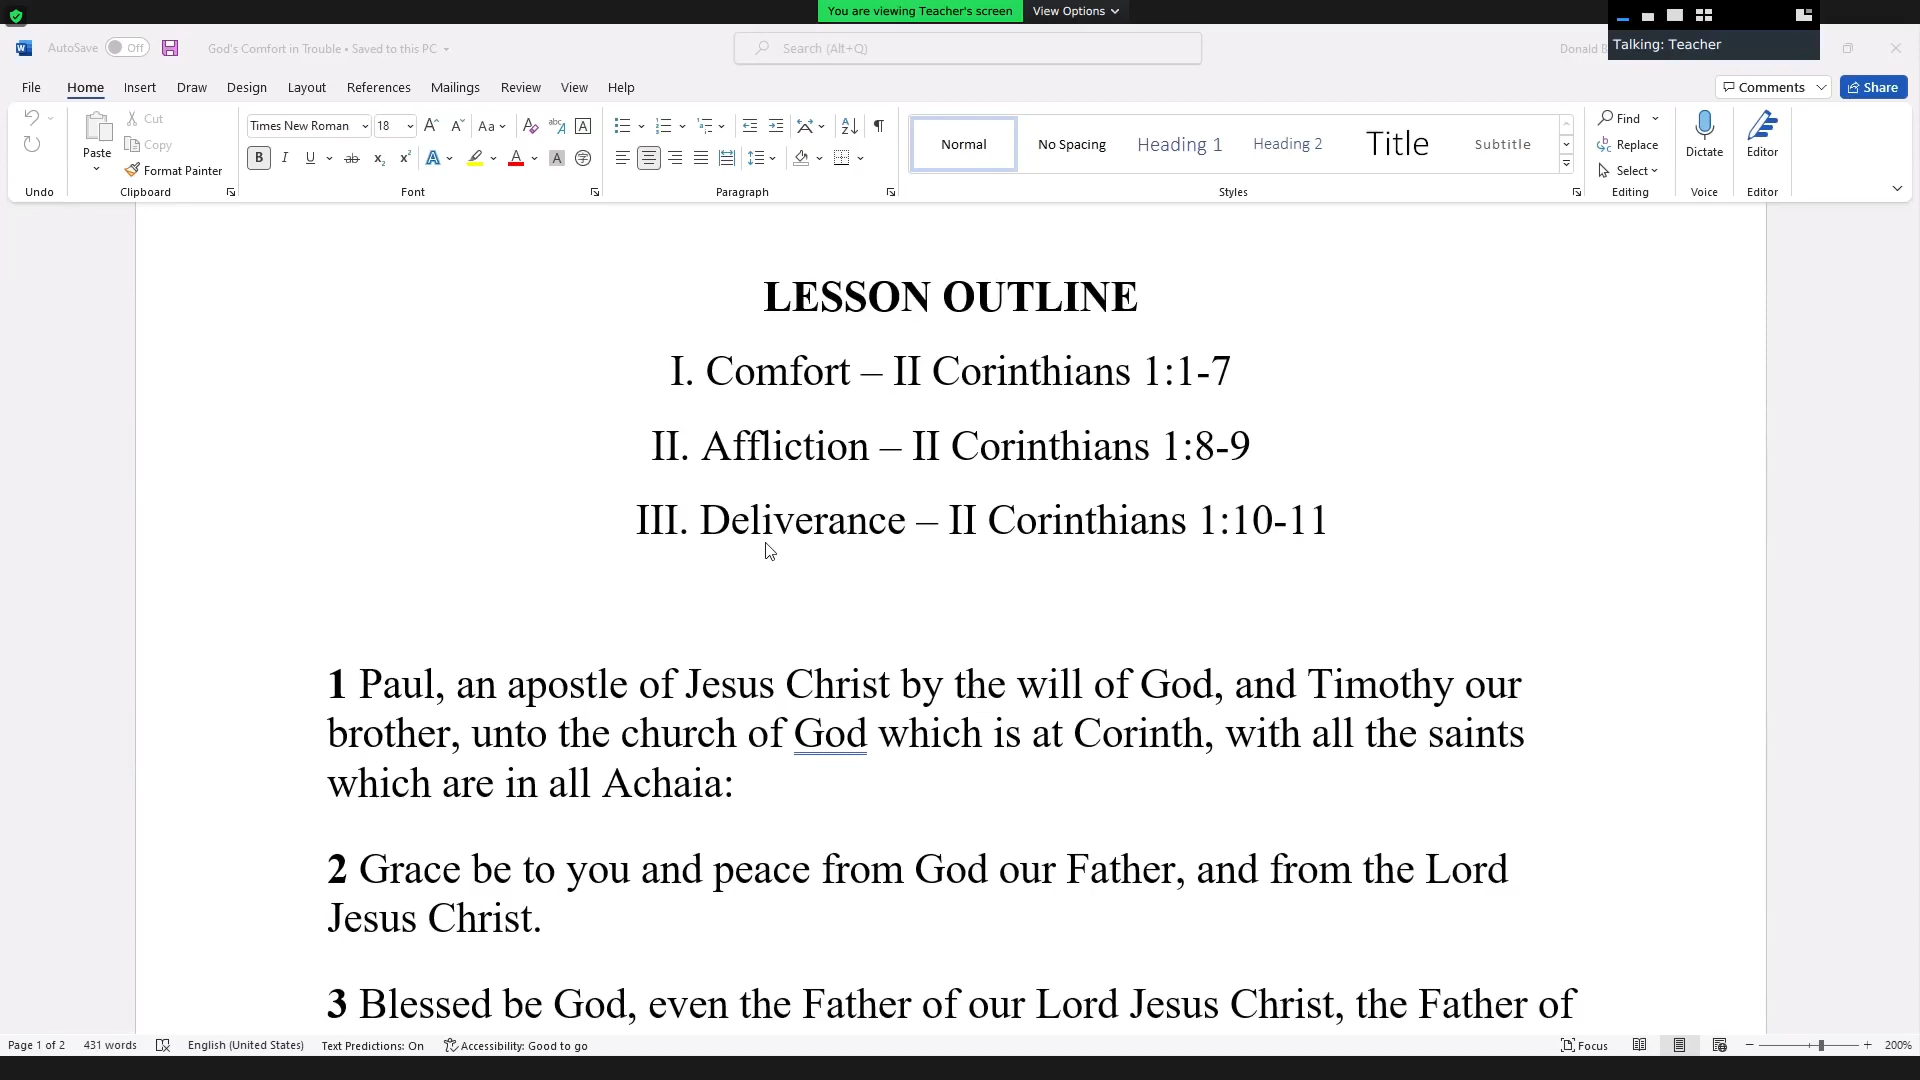 You are viewing Teacher's screen View Options
Talking: Teacher
AutoSave Off God's Comfort in Trouble • Saved to this PC Search (Alt+Q) Donald B
File Home Insert Draw Design Layout References Mailings Review View Help Comments Share
Times New Roman 18 Aa Normal No Spacing Heading 1 Heading 2 Title Subtitle
Paste Cut Copy Format Painter
Find Replace Select Dictate Editor
Undo Clipboard Font Paragraph Styles Editing Voice Editor
LESSON OUTLINE
I. Comfort – II Corinthians 1:1-7
II. Affliction – II Corinthians 1:8-9
III. Deliverance – II Corinthians 1:10-11
1 Paul, an apostle of Jesus Christ by the will of God, and Timothy our
brother, unto the church of God which is at Corinth, with all the saints
which are in all Achaia:
2 Grace be to you and peace from God our Father, and from the Lord
Jesus Christ.
3 Blessed be God, even the Father of our Lord Jesus Christ, the Father of
Page 1 of 2 431 words English (United States) Text Predictions: On Accessibility: Good to go Focus 200%